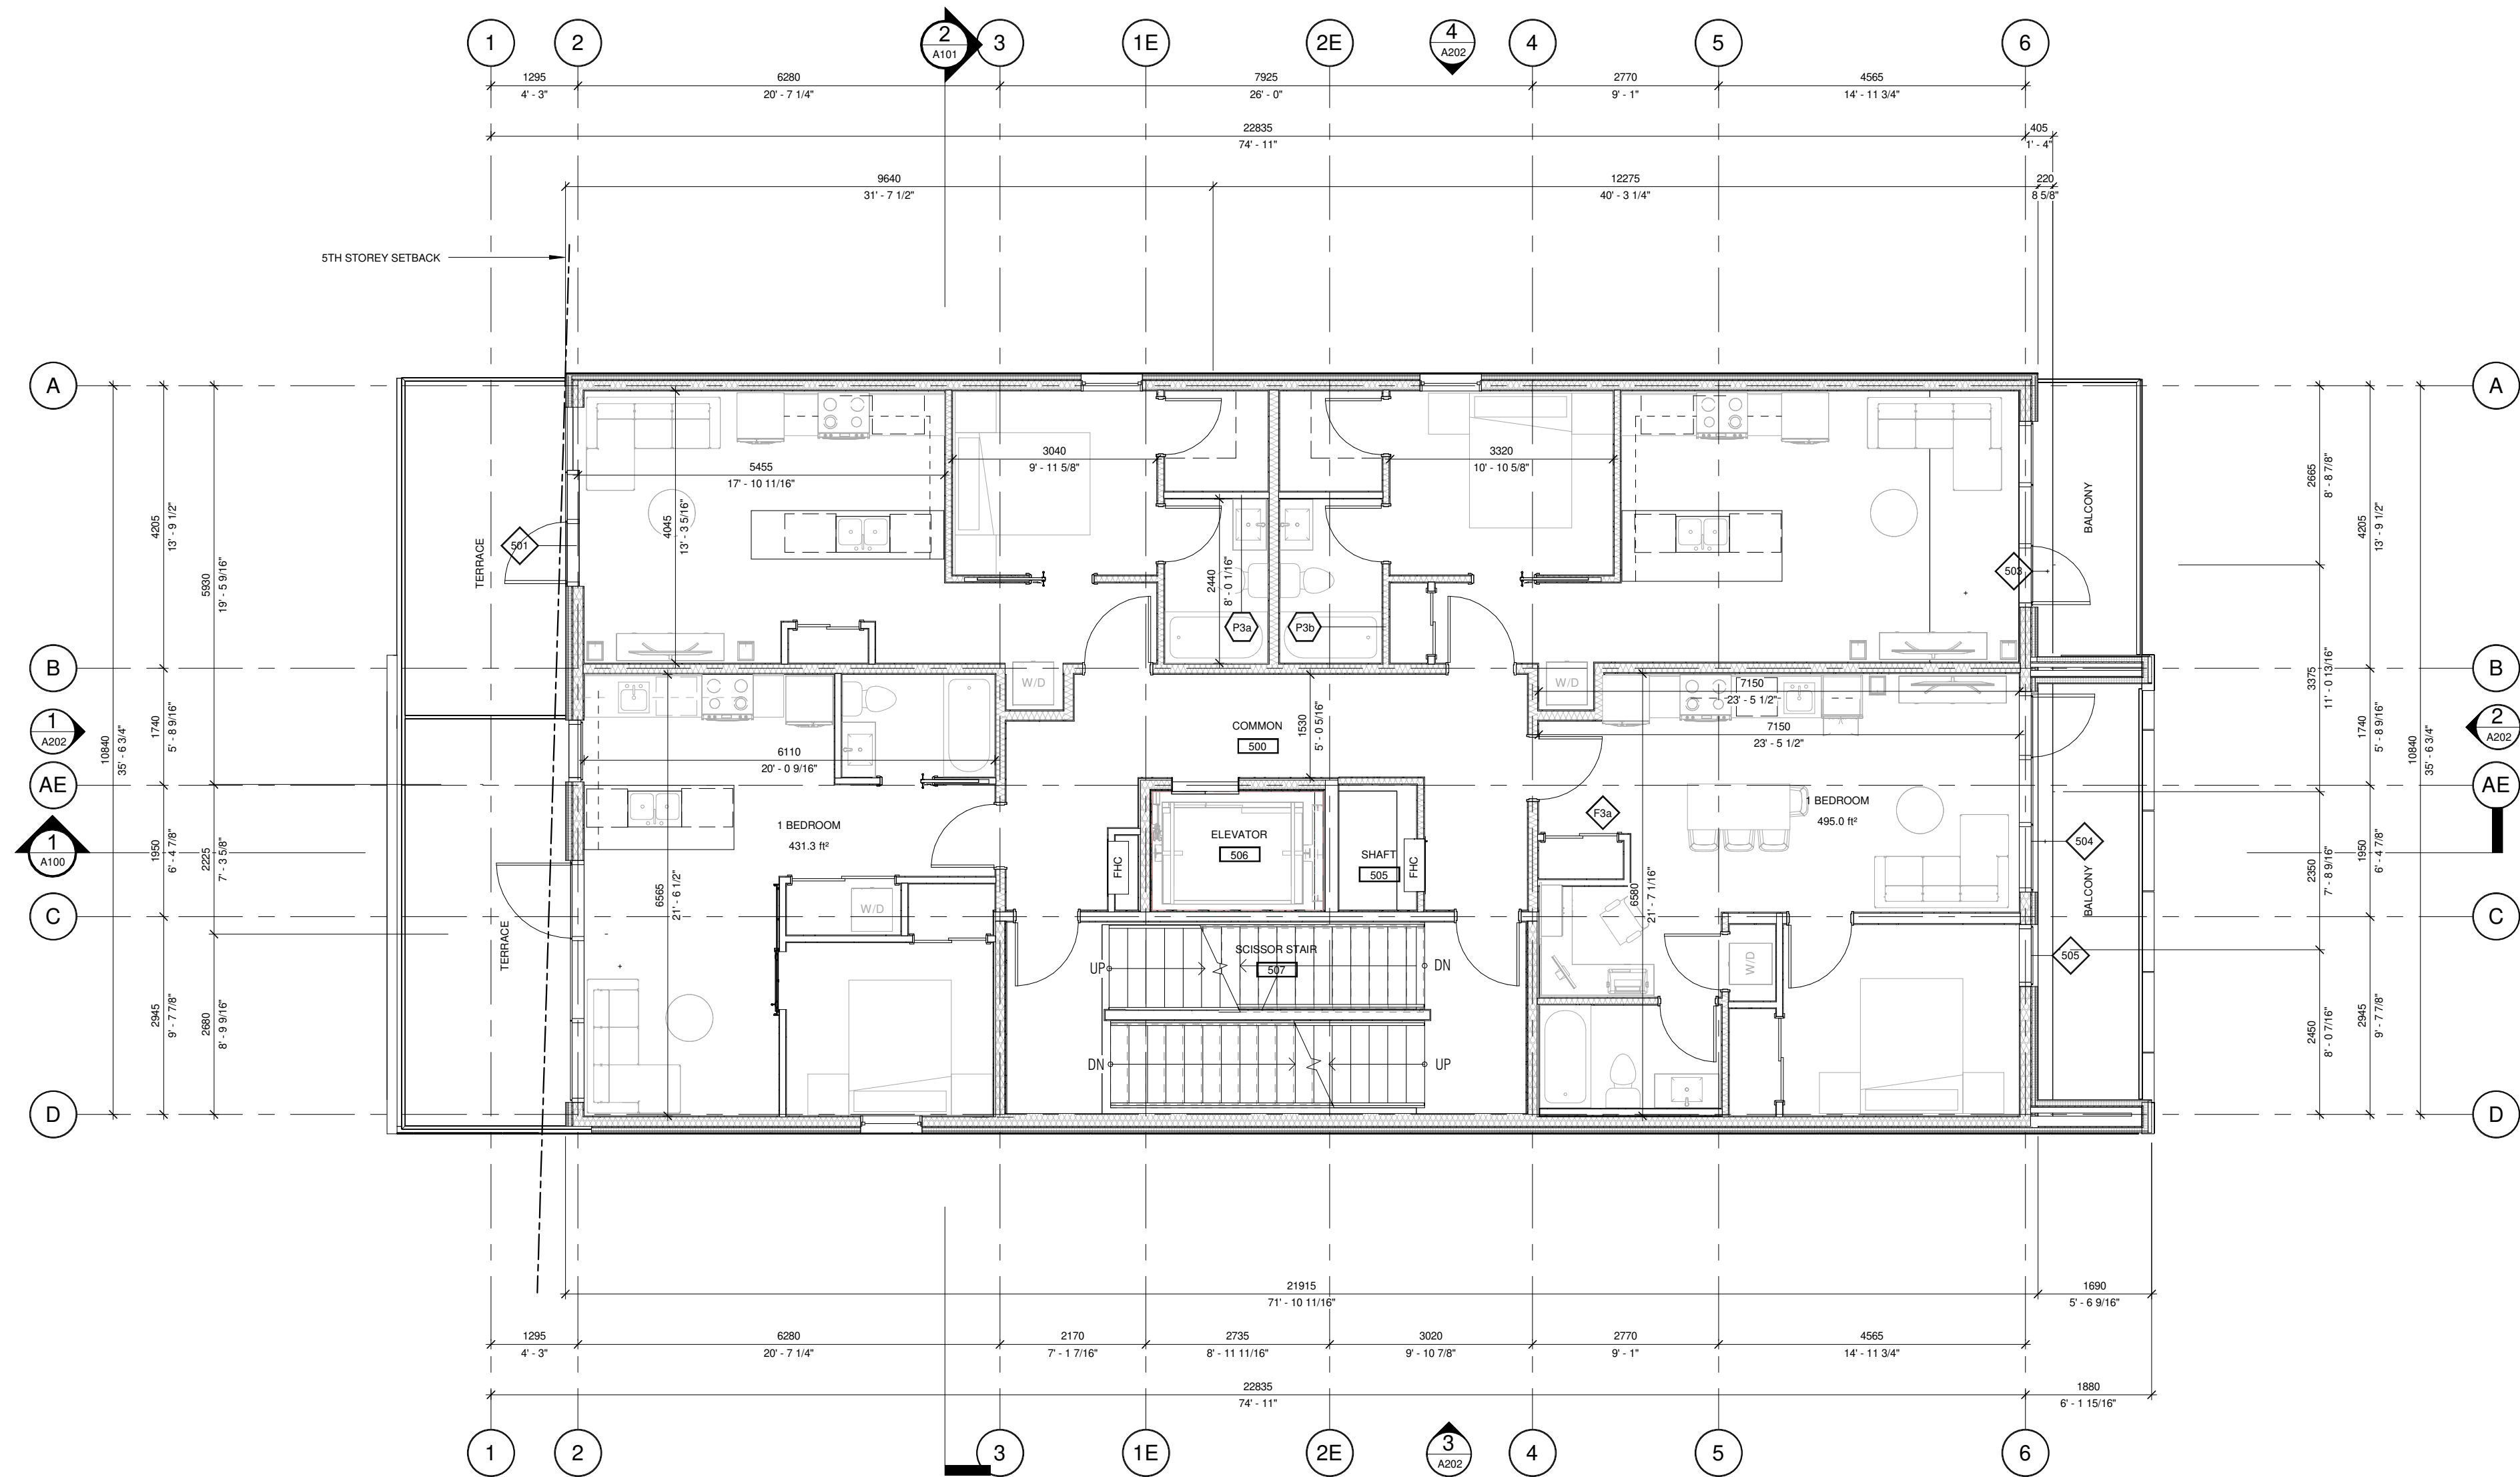 1
2
2
A101
3
1E
2E
4
A202
4
5
6
1295
4' - 3"
6280
20' - 7 1/4"
7925
26' - 0"
2770
9' - 1"
4565
14' - 11 3/4"
22835
74' - 11"
405
1' - 4"
9640
31' - 7 1/2"
12275
40' - 3 1/4"
220
8 5/8"
5TH STOREY SETBACK
A
A
B
B
1
A202
2
A202
AE
AE
1
A100
C
C
D
D
10840
35' - 6 3/4"
4205
13' - 9 1/2"
1740
5' - 8 9/16"
1950
6' - 4 7/8"
2945
9' - 7 7/8"
5930
19' - 5 9/16"
2225
7' - 3 5/8"
2680
8' - 9 9/16"
TERRACE
501
5455
17' - 10 11/16"
4045
13' - 3 5/16"
3040
9' - 11 5/8"
3320
10' - 10 5/8"
2440
8' - 0 1/16"
P3a
P3b
503
BALCONY
W/D
W/D
COMMON
500
1530
5' - 0 5/16"
7150
23' - 5 1/2"
7150
23' - 5 1/2"
6110
20' - 0 9/16"
1 BEDROOM
431.3 ft²
6565
21' - 6 1/2"
W/D
TERRACE
FHC
ELEVATOR
506
SHAFT
505
FHC
F3a
1 BEDROOM
495.0 ft²
6580
21' - 7 1/16"
W/D
504
BALCONY
505
SCISSOR STAIR
507
UP
DN
DN
UP
2665
8' - 8 7/8"
3375
11' - 0 13/16"
2350
7' - 8 9/16"
2450
8' - 0 7/16"
4205
13' - 9 1/2"
1740
5' - 8 9/16"
1950
6' - 4 7/8"
2945
9' - 7 7/8"
10840
35' - 6 3/4"
21915
71' - 10 11/16"
1690
5' - 6 9/16"
1295
4' - 3"
6280
20' - 7 1/4"
2170
7' - 1 7/16"
2735
8' - 11 11/16"
3020
9' - 10 7/8"
2770
9' - 1"
4565
14' - 11 3/4"
22835
74' - 11"
1880
6' - 1 15/16"
1
2
3
1E
2E
3
A202
4
5
6